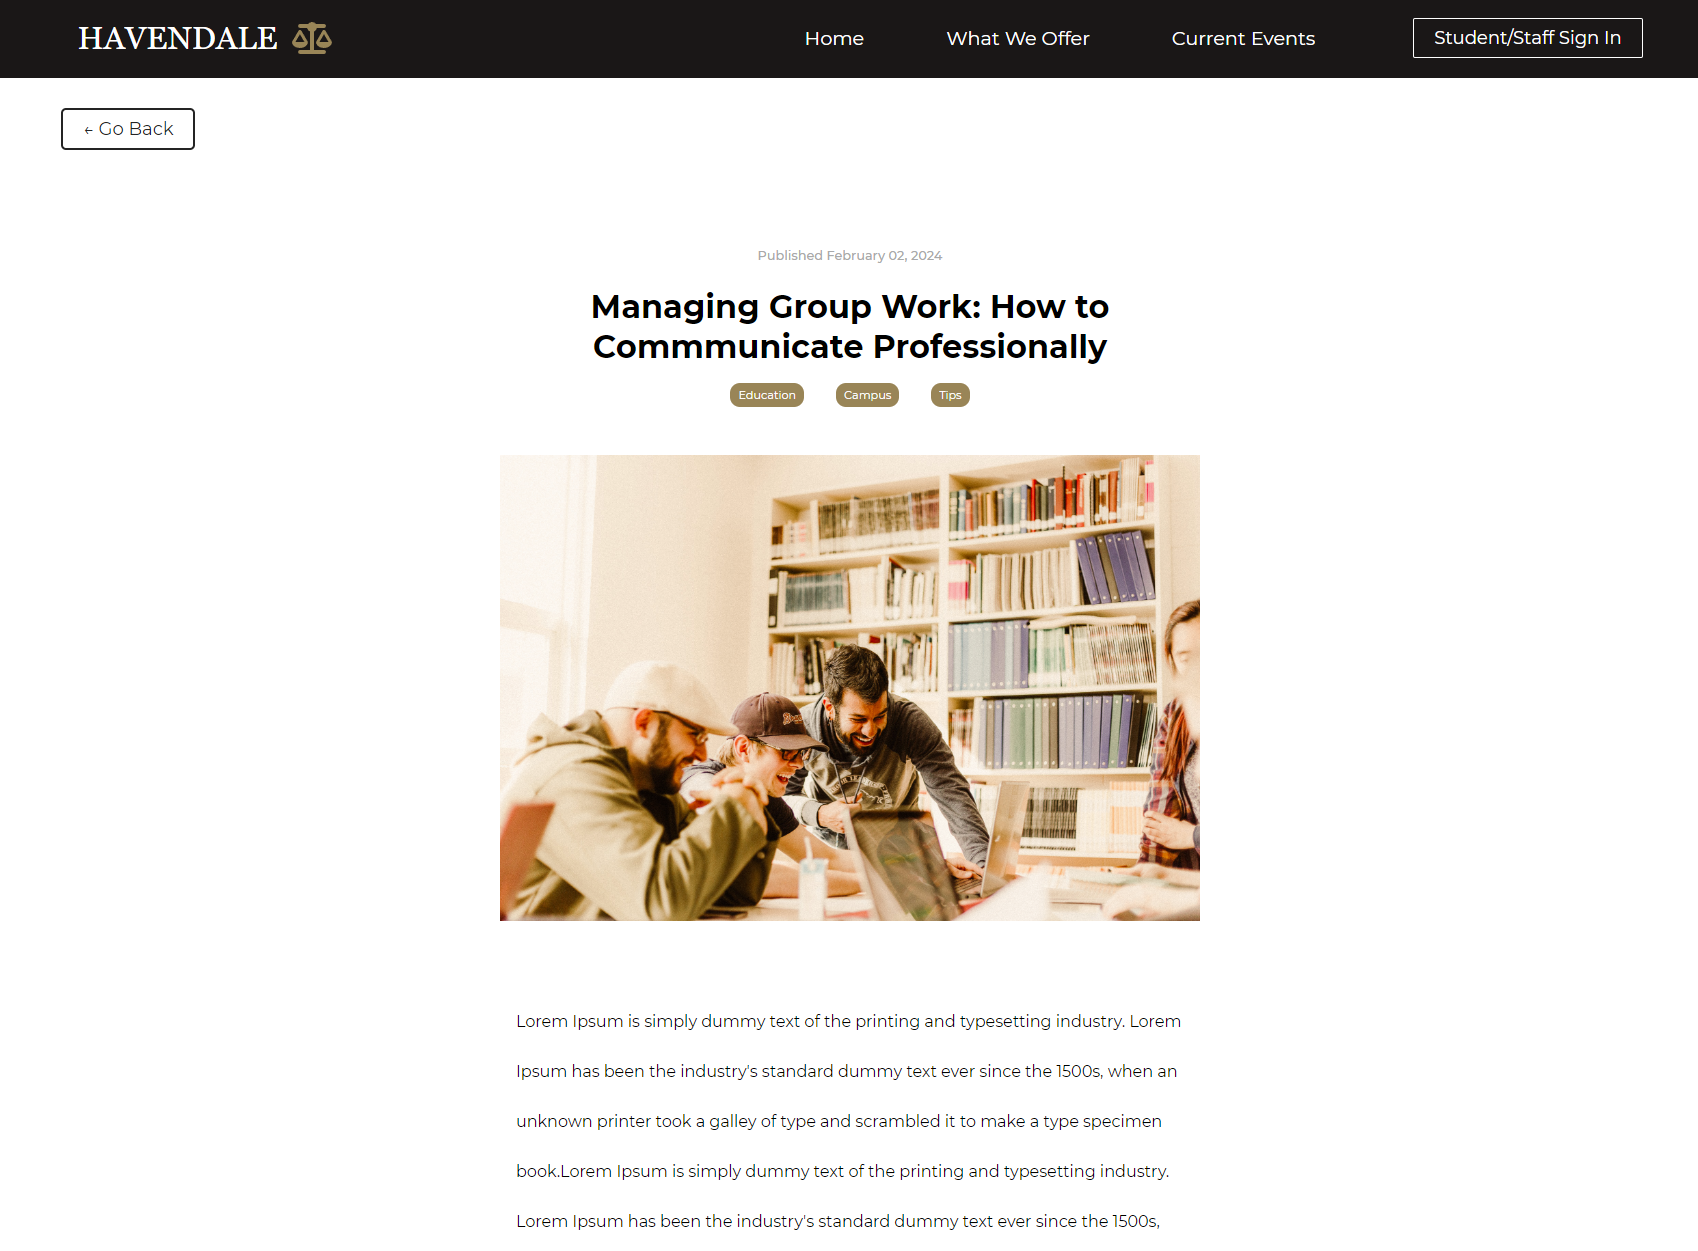 HAVENDALE
Home
What We Offer
Current Events
Student/Staff Sign In
← Go Back
Published February 02, 2024
Managing Group Work: How to
Commmunicate Professionally
Education
Campus
Tips
Lorem Ipsum is simply dummy text of the printing and typesetting industry. Lorem
Ipsum has been the industry's standard dummy text ever since the 1500s, when an
unknown printer took a galley of type and scrambled it to make a type specimen
book.Lorem Ipsum is simply dummy text of the printing and typesetting industry.
Lorem Ipsum has been the industry's standard dummy text ever since the 1500s,